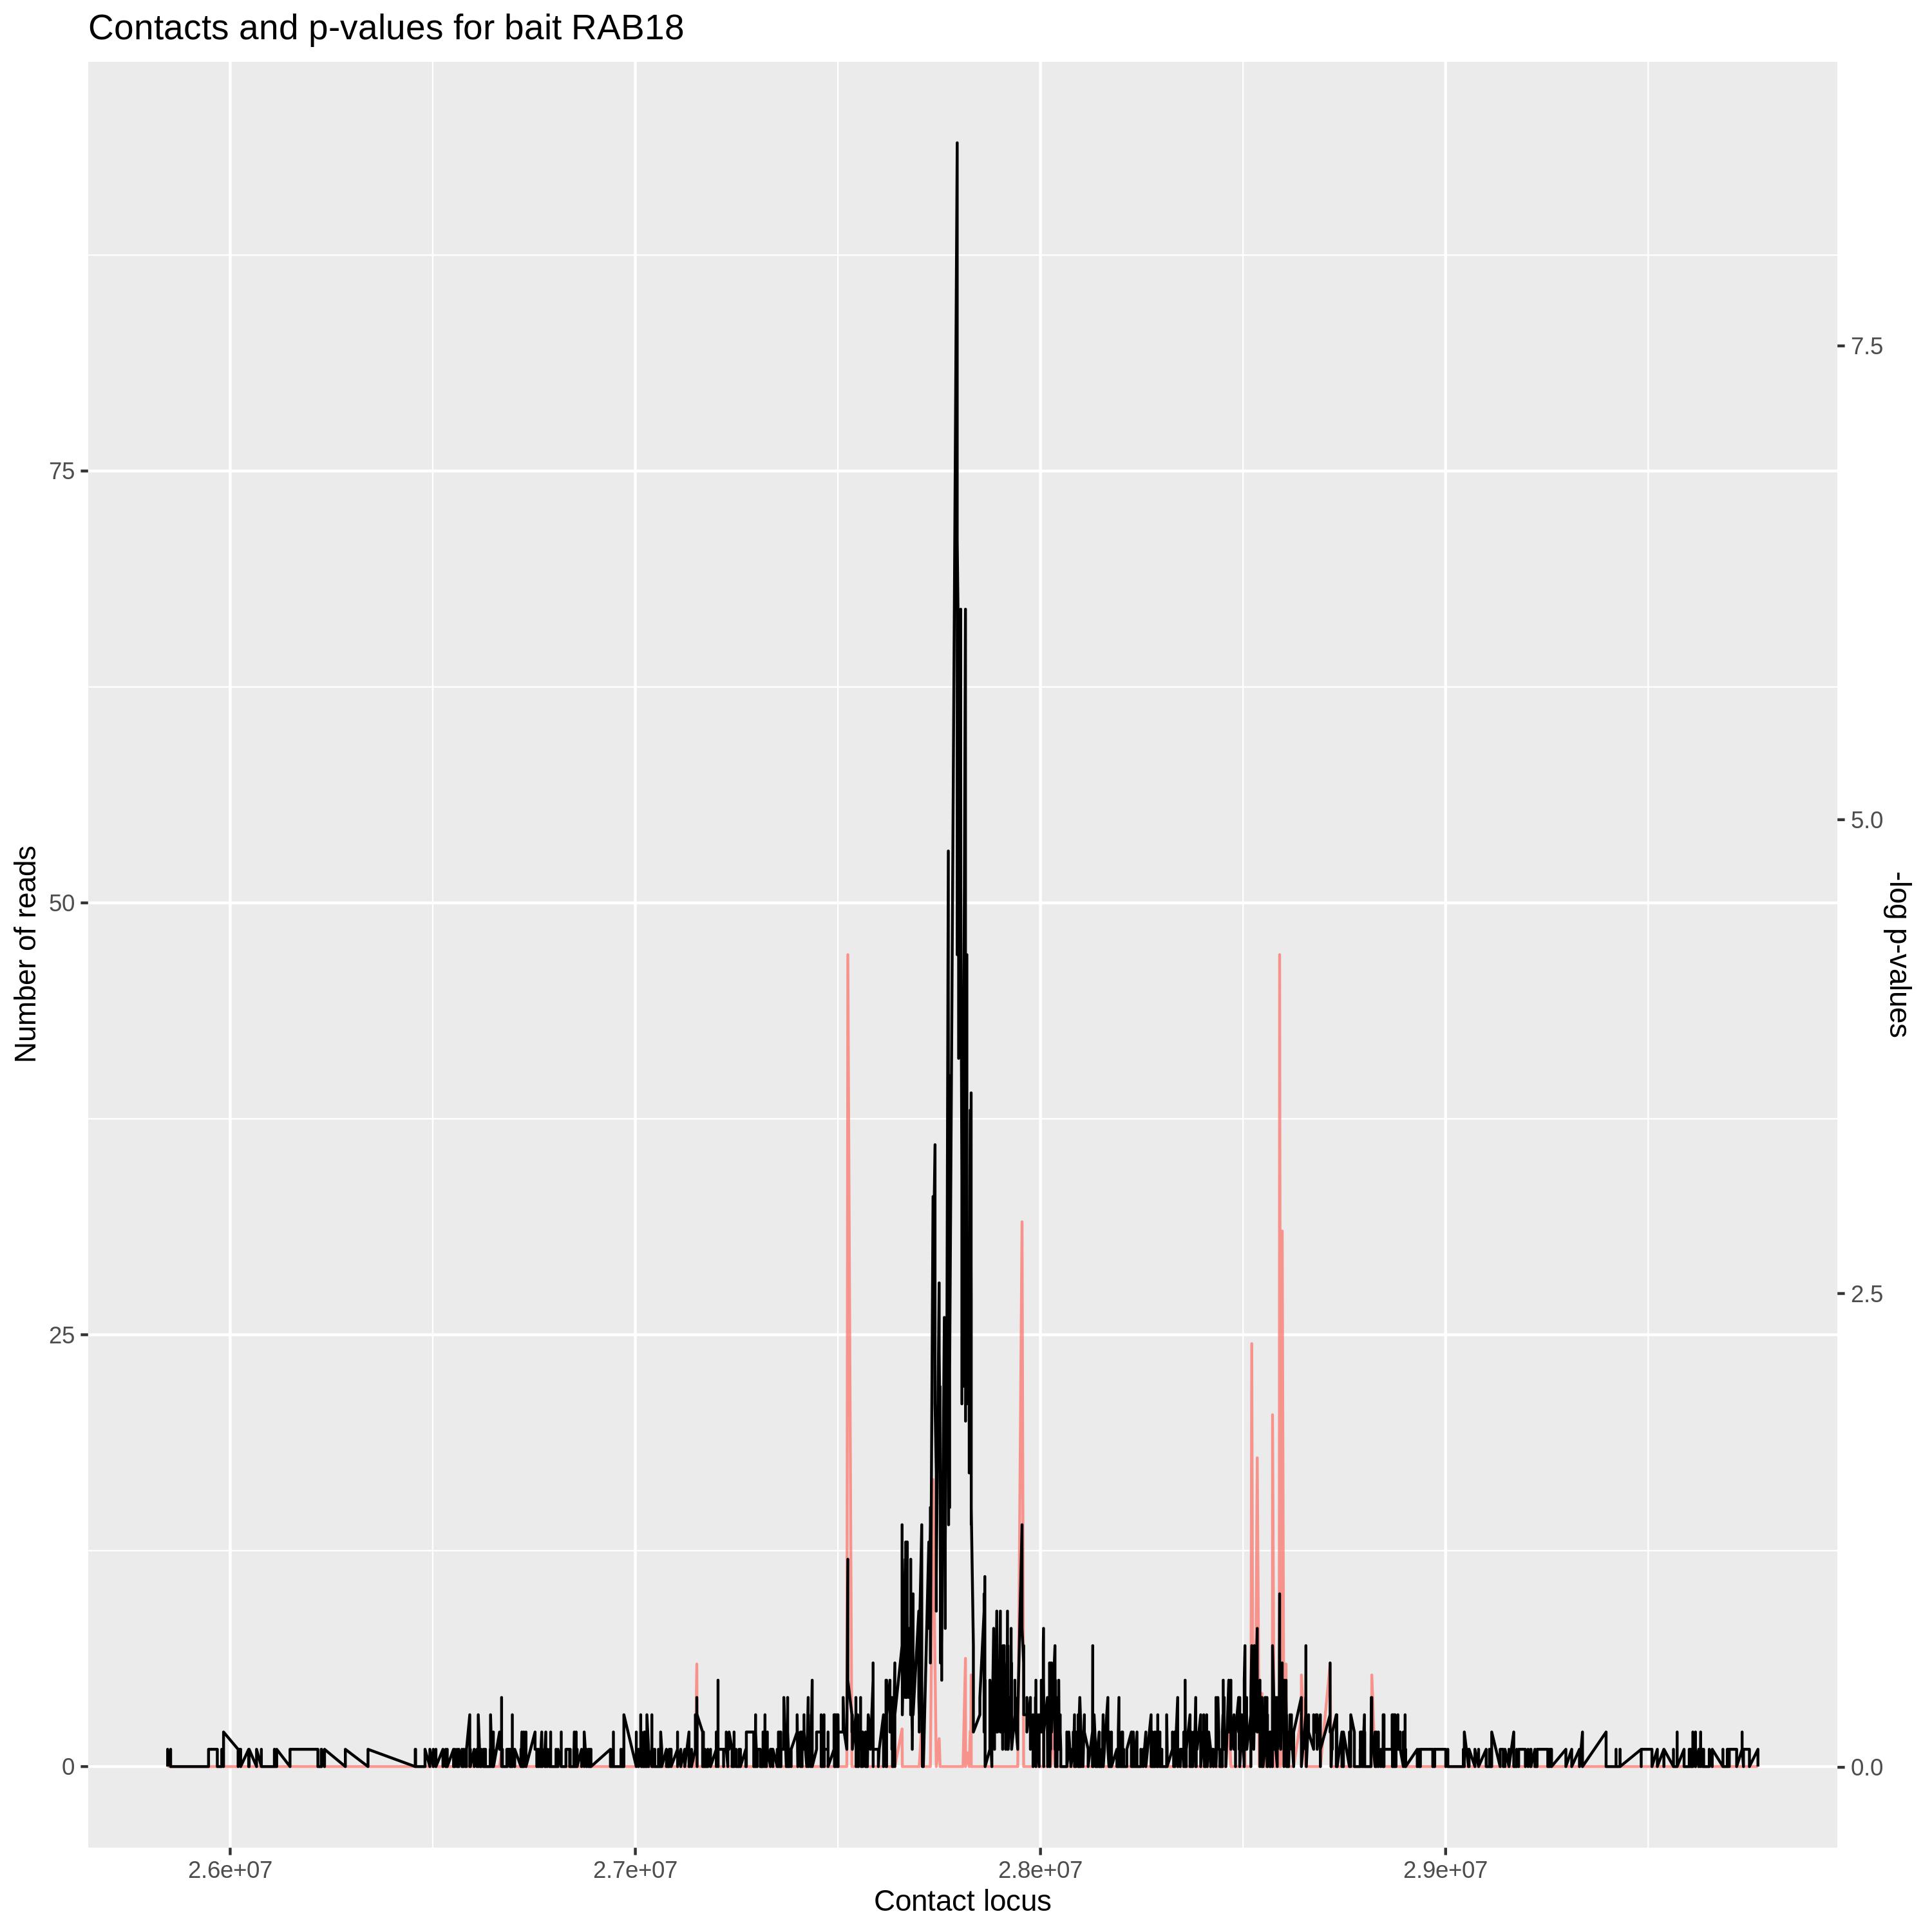 Contacts and p-values for bait RAB18
Number of reads
75
50
25
0
7.5
5.0
2.5
0.0
-log p-values
2.6e+07
2.7e+07
2.8e+07
2.9e+07
Contact locus